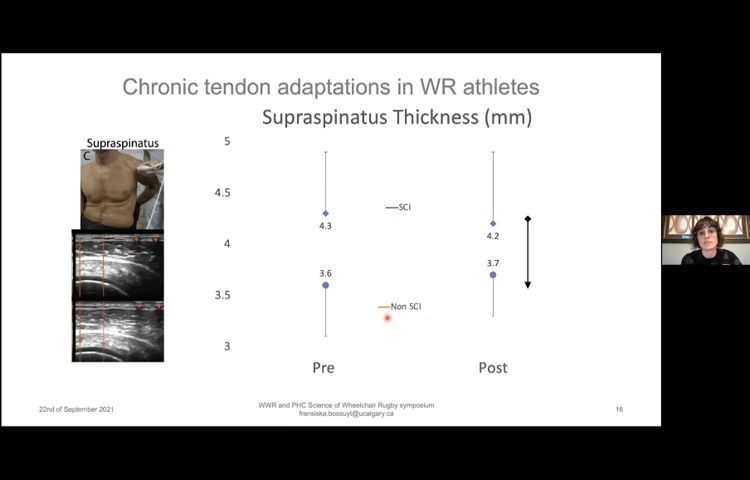 Chronic tendon adaptations in WR athletes
Supraspinatus Thickness (mm)
Supraspinatus
C
5
4.5
4
3.5
3
SCI
4.3
4.2
3.6
3.7
Non SCI
Pre
Post
22nd of September 2021
WWR and PHC Science of Wheelchair Rugby symposium
fransiska.bossuyt@ucalgary.ca
16